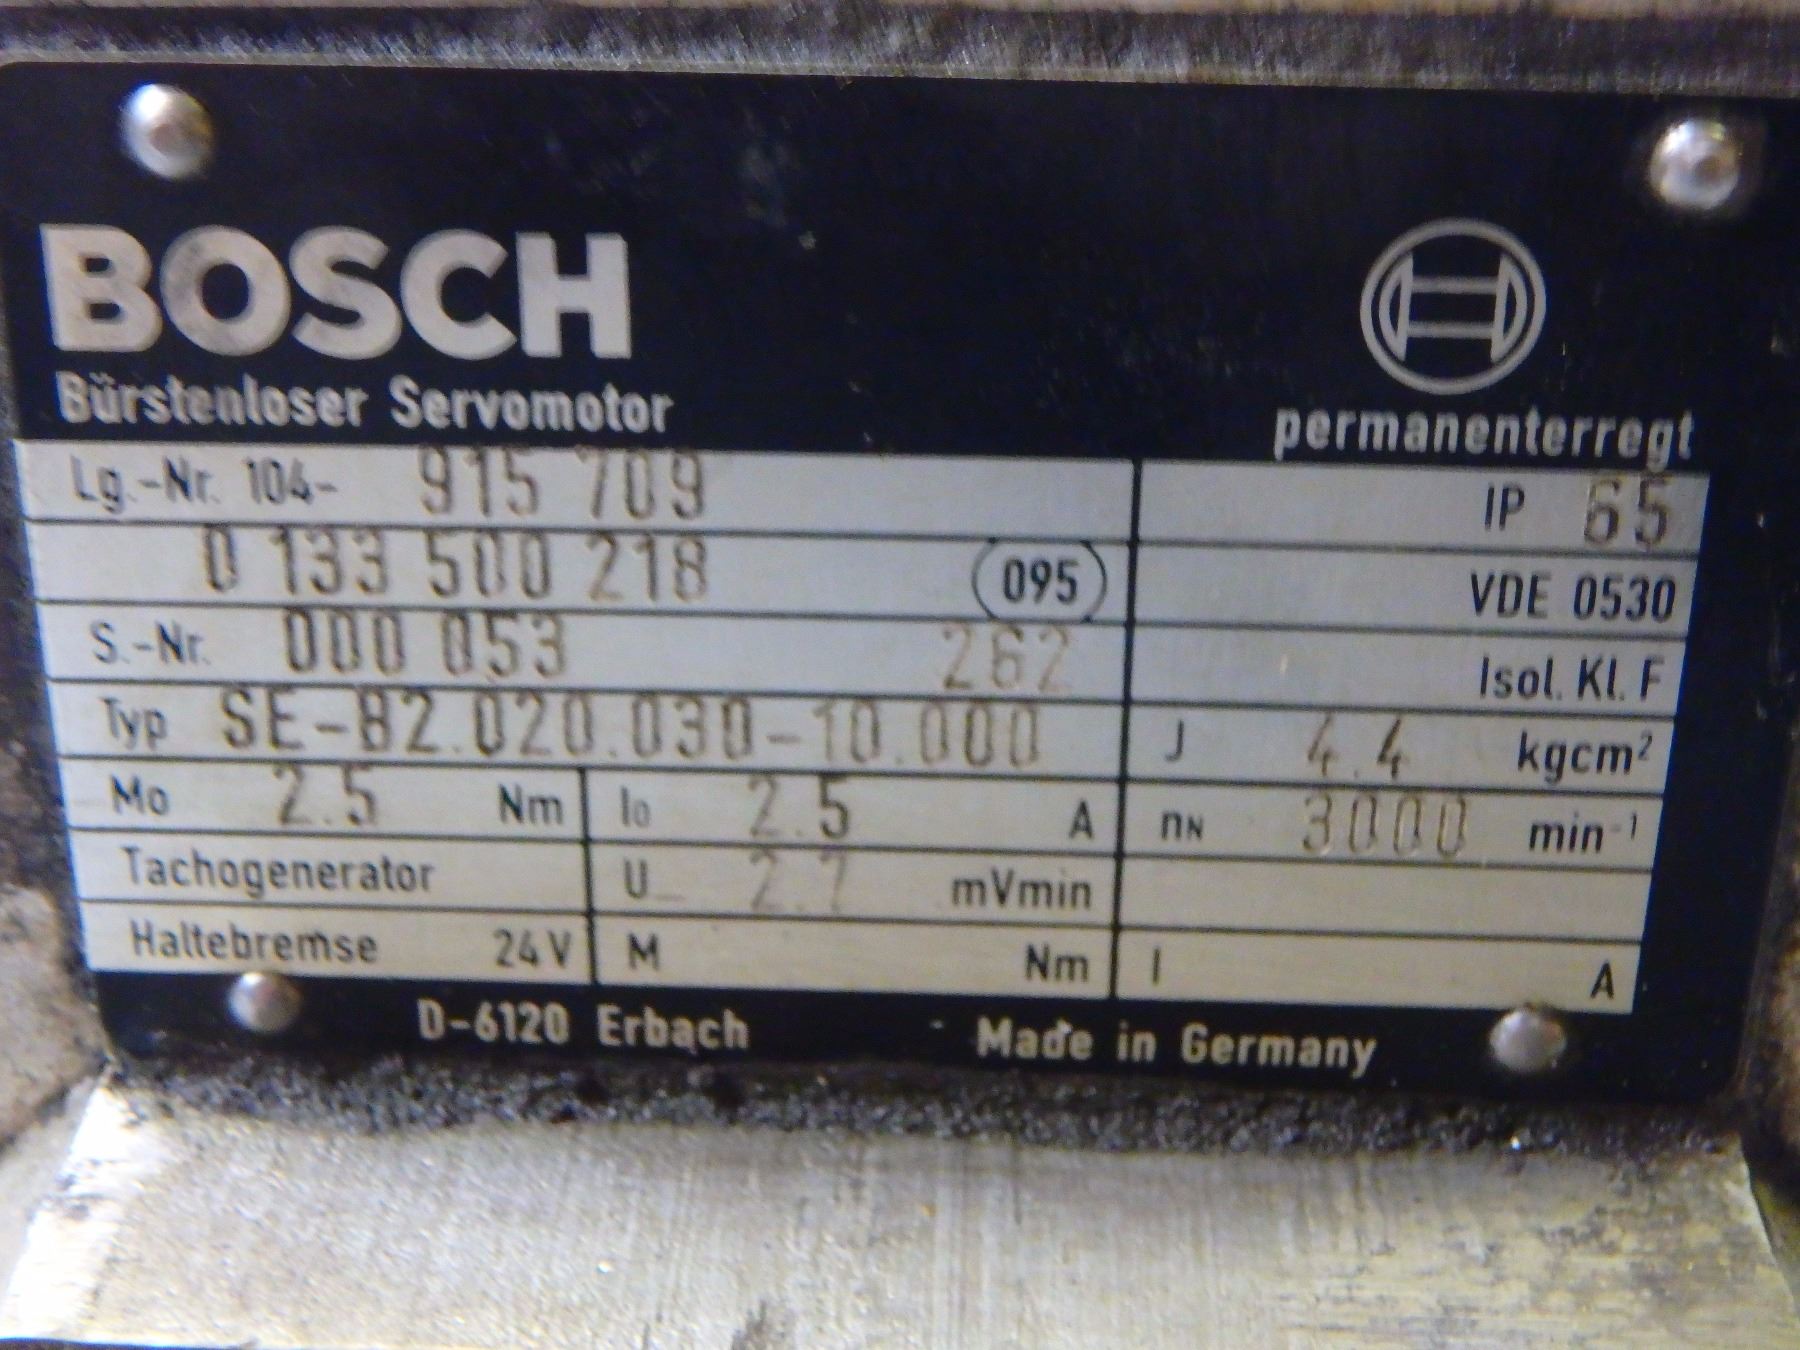 BOSCH
Bürstenloser Servomotor
permanenterregt
Lg.-Nr. 104- 915 709 IP 65
0 133 500 218 095 VDE 0530
S.-Nr. 000 053 262 Isol. Kl. F
Typ SE-B2.020.030-10.000 J 4.4 kgcm²
Mo 2.5 Nm Io 2.5 A nN 3000 min-1
Tachogenerator U 2.7 mVmin
Haltebremse 24V M Nm I A
D-6120 Erbach Made in Germany